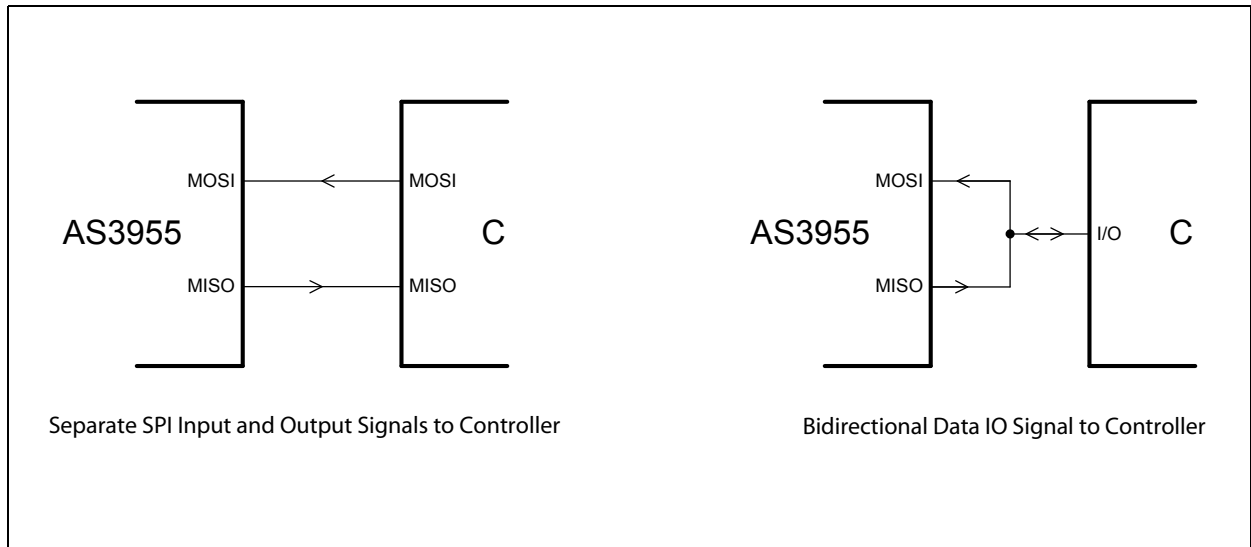 MOSI
MOSI
AS3955
C
MISO
MISO
Separate SPI Input and Output Signals to Controller
MOSI
AS3955
I/O
C
MISO
Bidirectional Data IO Signal to Controller